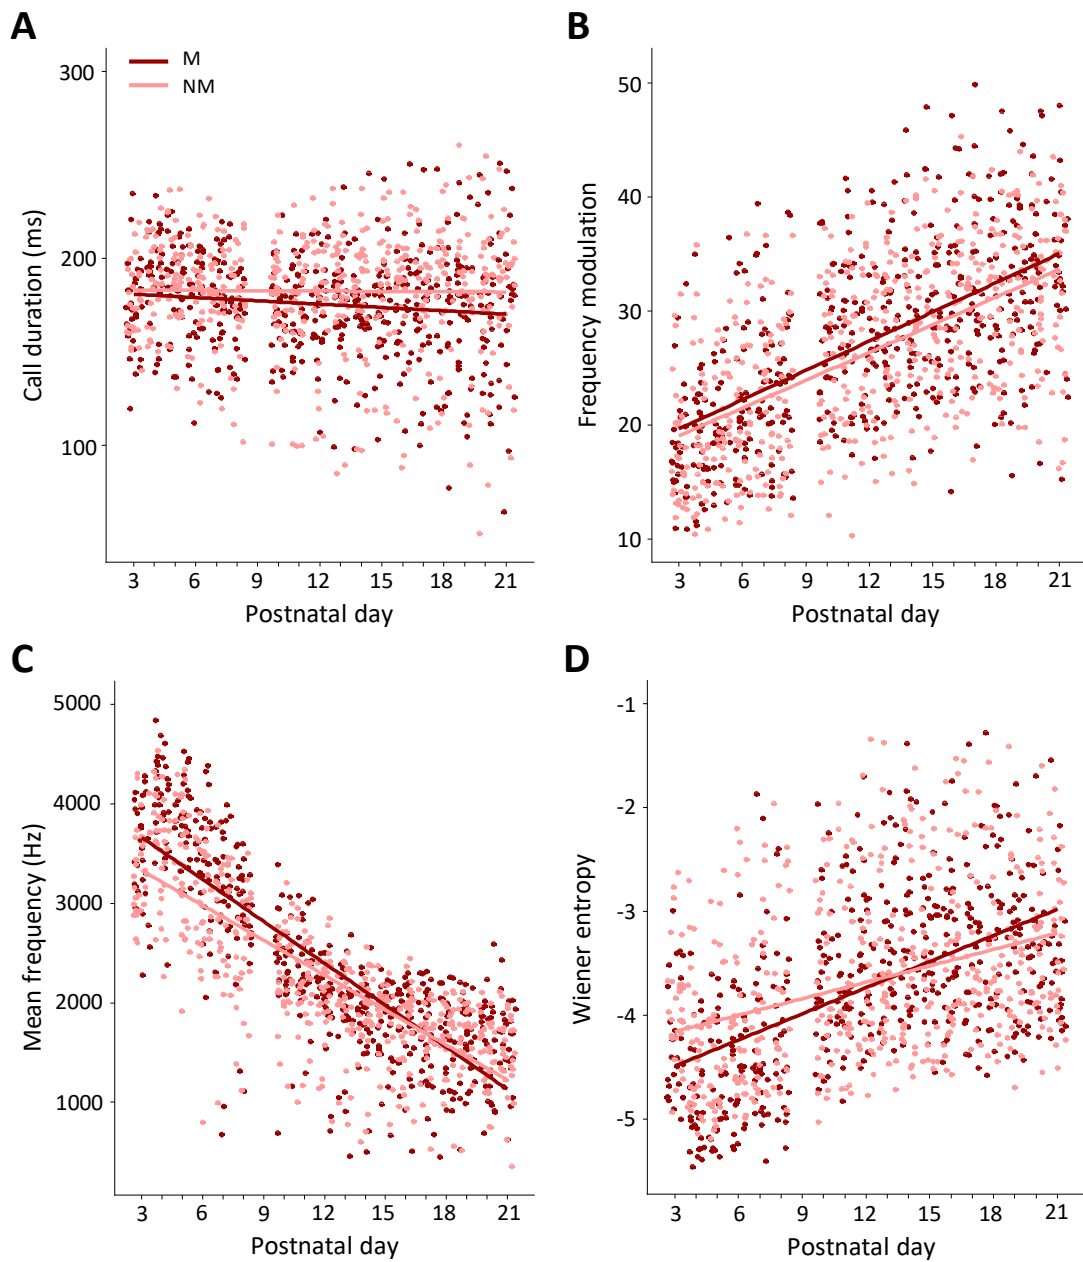 A
300
200
100
Call duration (ms)
M
NM
3 6 9 12 15 18 21
Postnatal day
B
50
40
30
20
10
Frequency modulation
3 6 9 12 15 18 21
Postnatal day
C
5000
4000
3000
2000
1000
Mean frequency (Hz)
3 6 9 12 15 18 21
Postnatal day
D
-1
-2
-3
-4
-5
Wiener entropy
3 6 9 12 15 18 21
Postnatal day